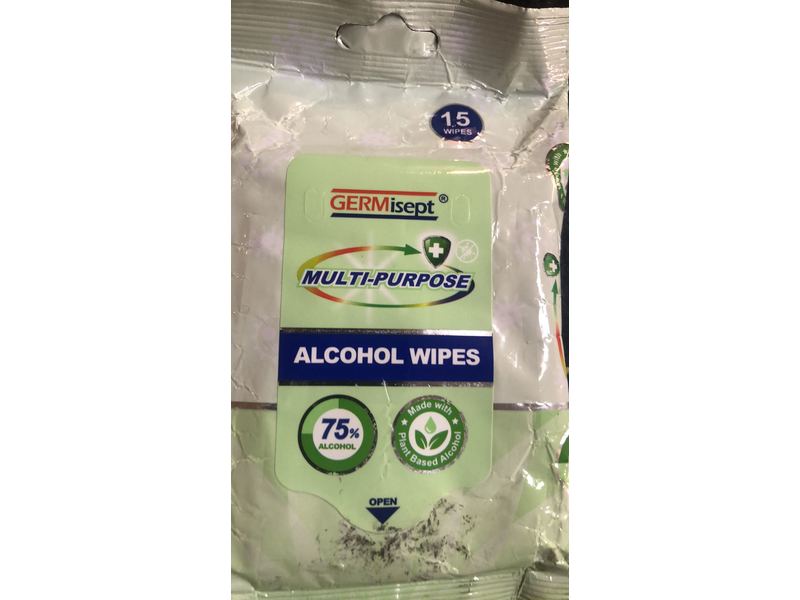 15
WIPES
GERMisept®
MULTI-PURPOSE
ALCOHOL WIPES
75%
ALCOHOL
Made with
Plant Based Alcohol
OPEN